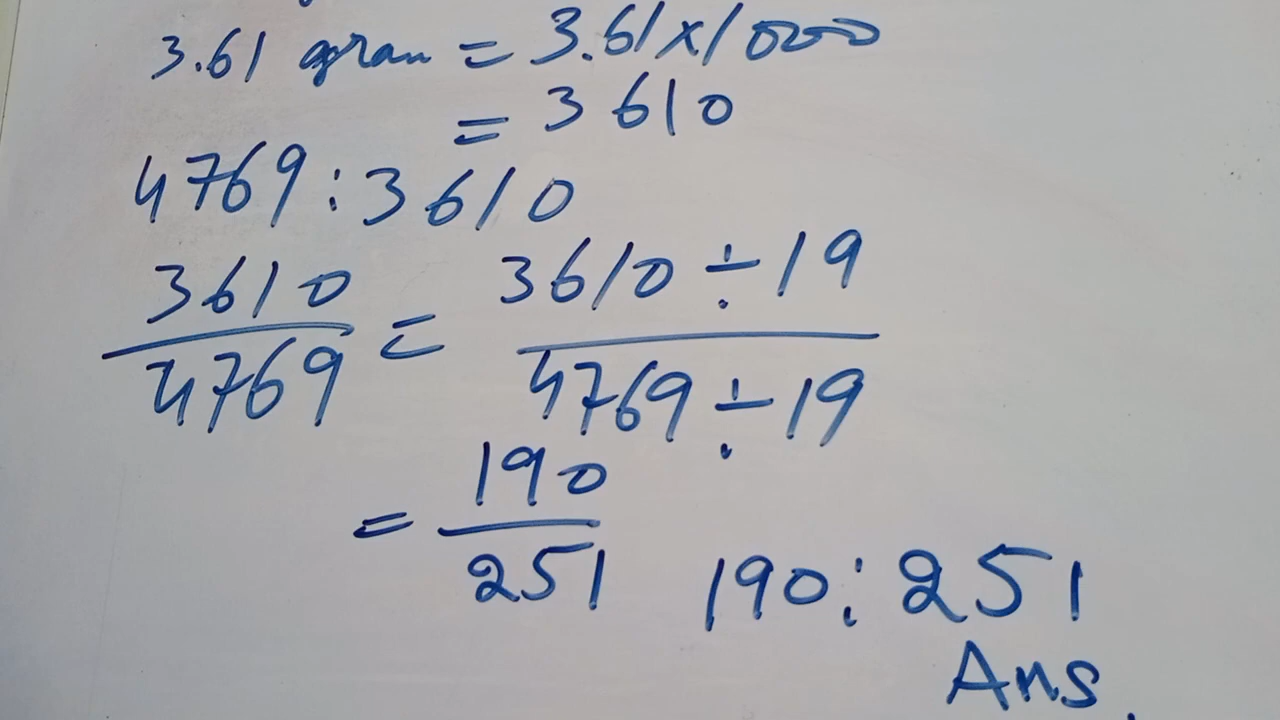 3.61 gram = 3.61 x 1000
= 3610
4769 : 3610
3610 / 4769 = 3610 ÷ 19 / 4769 ÷ 19
= 190 / 251
190 : 251
Ans.